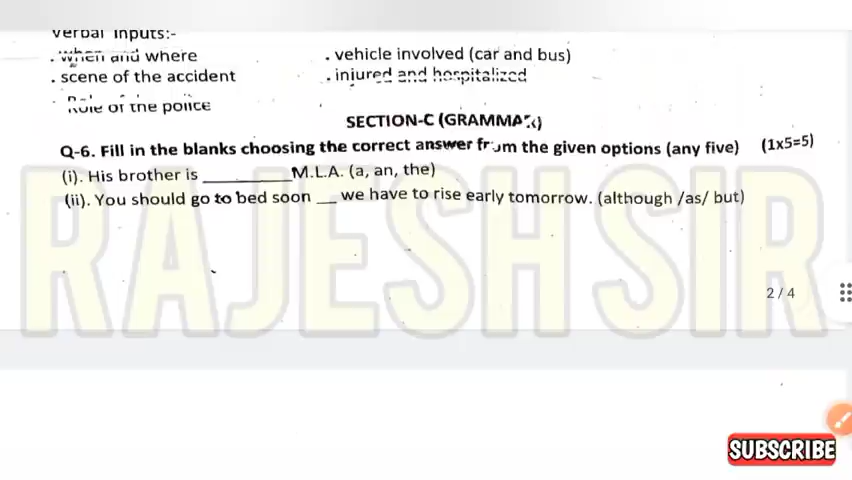 Verbal Inputs:-
. when and where
. vehicle involved (car and bus)
. scene of the accident
. injured and hospitalized
. Role of the police
SECTION-C (GRAMMAR)
Q-6. Fill in the blanks choosing the correct answer from the given options (any five) (1x5=5)
(i). His brother is __________M.L.A. (a, an, the)
(ii). You should go to bed soon __ we have to rise early tomorrow. (although /as/ but)
RAJESH SIR
2 / 4
SUBSCRIBE